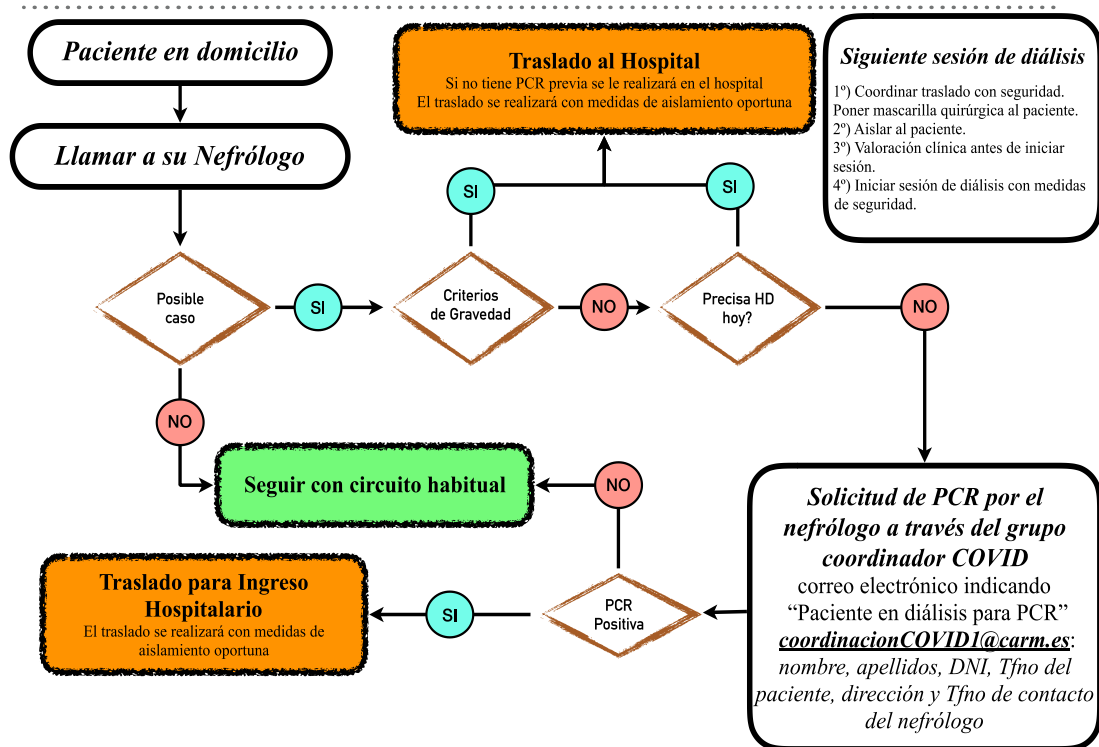 Paciente en domicilio
Llamar a su Nefrólogo
Traslado al Hospital
Si no tiene PCR previa se le realizará en el hospital
El traslado se realizará con medidas de aislamiento oportuna
Siguiente sesión de diálisis
1º) Coordinar traslado con seguridad.
Poner mascarilla quirúrgica al paciente.
2º) Aislar al paciente.
3º) Valoración clínica antes de iniciar
sesión.
4º) Iniciar sesión de diálisis con medidas
de seguridad.
SI
SI
Posible
caso
SI
Criterios
de Gravedad
NO
Precisa HD
hoy?
NO
NO
Seguir con circuito habitual
NO
Solicitud de PCR por el
nefrólogo a través del grupo
coordinador COVID
correo electrónico indicando
“Paciente en diálisis para PCR”
coordinacionCOVID1@carm.es:
nombre, apellidos, DNI, Tfno del
paciente, dirección y Tfno de contacto
del nefrólogo
Traslado para Ingreso
Hospitalario
El traslado se realizará con medidas de
aislamiento oportuna
SI
PCR
Positiva